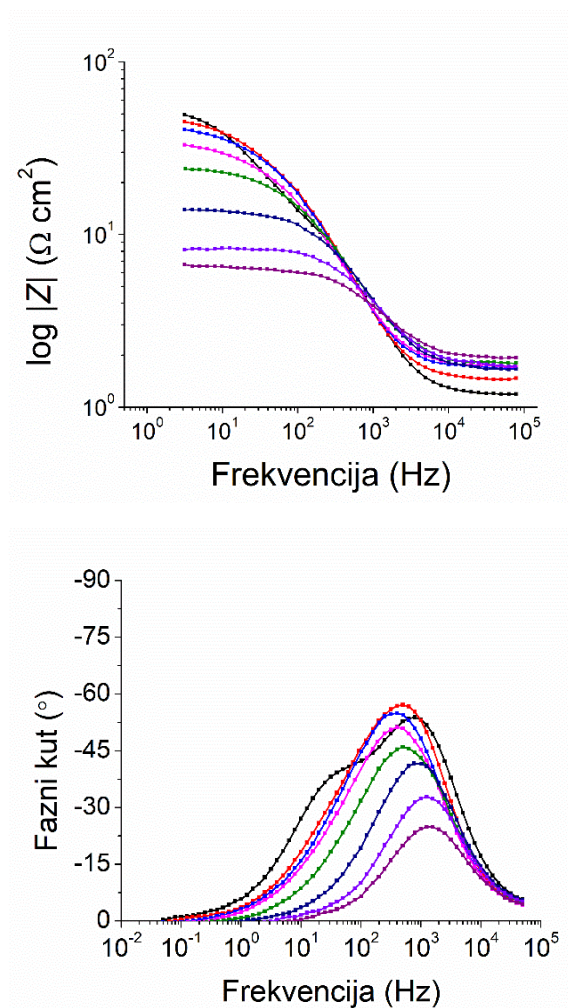 10²
10¹
10⁰
log |Z| (Ω cm²)
10⁰ 10¹ 10² 10³ 10⁴ 10⁵
Frekvencija (Hz)
-90
-75
-60
-45
-30
-15
0
Fazni kut (°)
10⁻² 10⁻¹ 10⁰ 10¹ 10² 10³ 10⁴ 10⁵
Frekvencija (Hz)